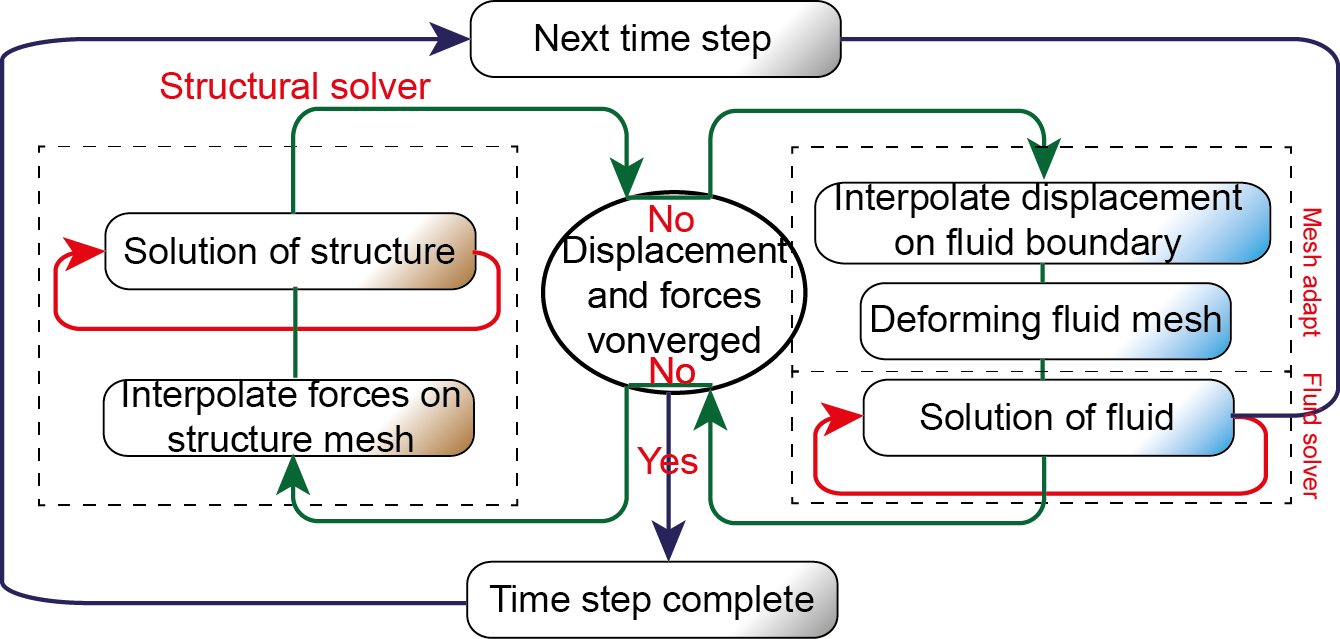 Next time step
Structural solver
Solution of structure
Interpolate forces on
structure mesh
No
Displacement
and forces
vonverged
No
Yes
Interpolate displacement
on fluid boundary
Deforming fluid mesh
Mesh adapt
Solution of fluid
Fluid solver
Time step complete